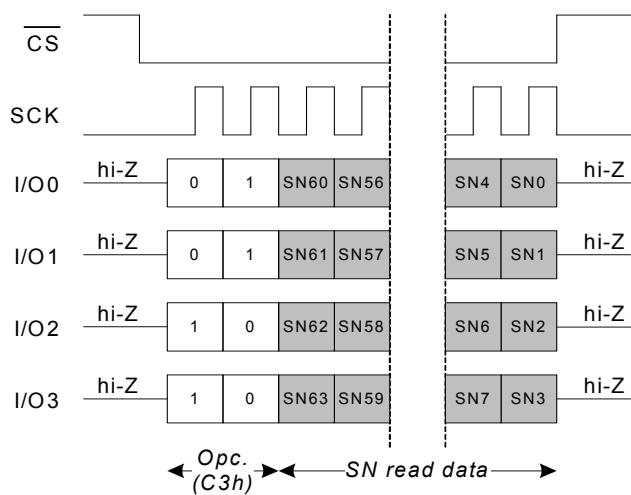 CS
SCK
hi-Z hi-Z
I/O0 0 1 SN60 SN56 SN4 SN0
hi-Z hi-Z
I/O1 0 1 SN61 SN57 SN5 SN1
hi-Z hi-Z
I/O2 1 0 SN62 SN58 SN6 SN2
hi-Z hi-Z
I/O3 1 0 SN63 SN59 SN7 SN3
Opc.
(C3h)
SN read data